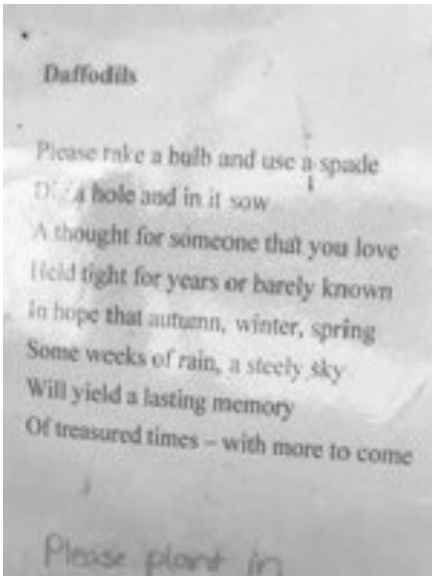 Daffodils
Please take a bulb and use a spade
Dig a hole and in it sow
A thought for someone that you love
Held tight for years or barely known
In hope that autumn, winter, spring
Some weeks of rain, a steely sky
Will yield a lasting memory
Of treasured times – with more to come
Please plant in